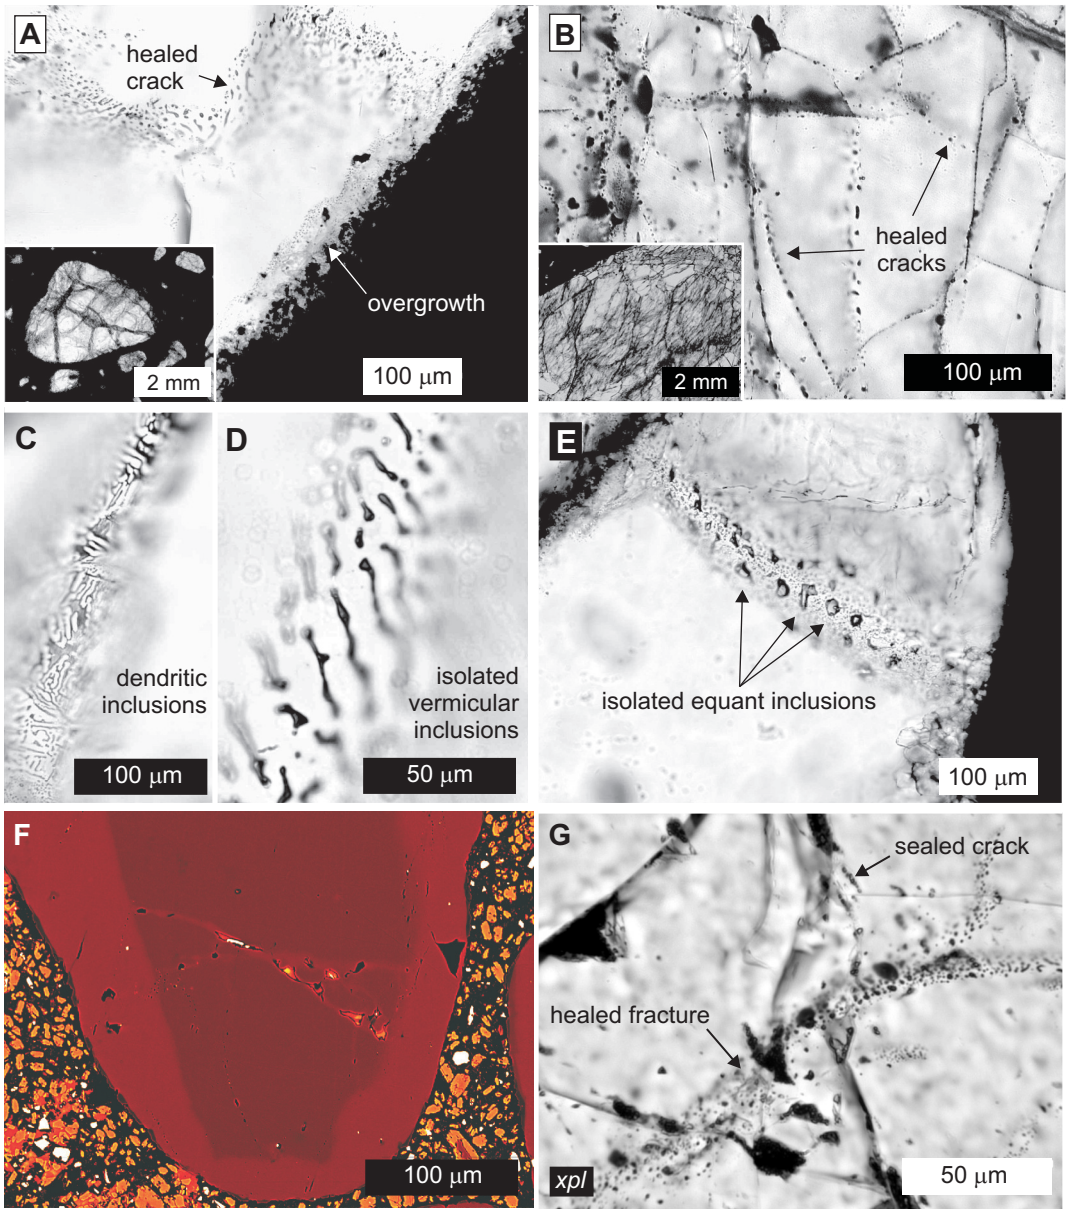 A
healed
crack
overgrowth
2 mm
100 μm
B
healed
cracks
2 mm
100 μm
C
dendritic
inclusions
100 μm
D
isolated
vermicular
inclusions
50 μm
E
isolated equant inclusions
100 μm
F
100 μm
G
sealed crack
healed fracture
xpl
50 μm